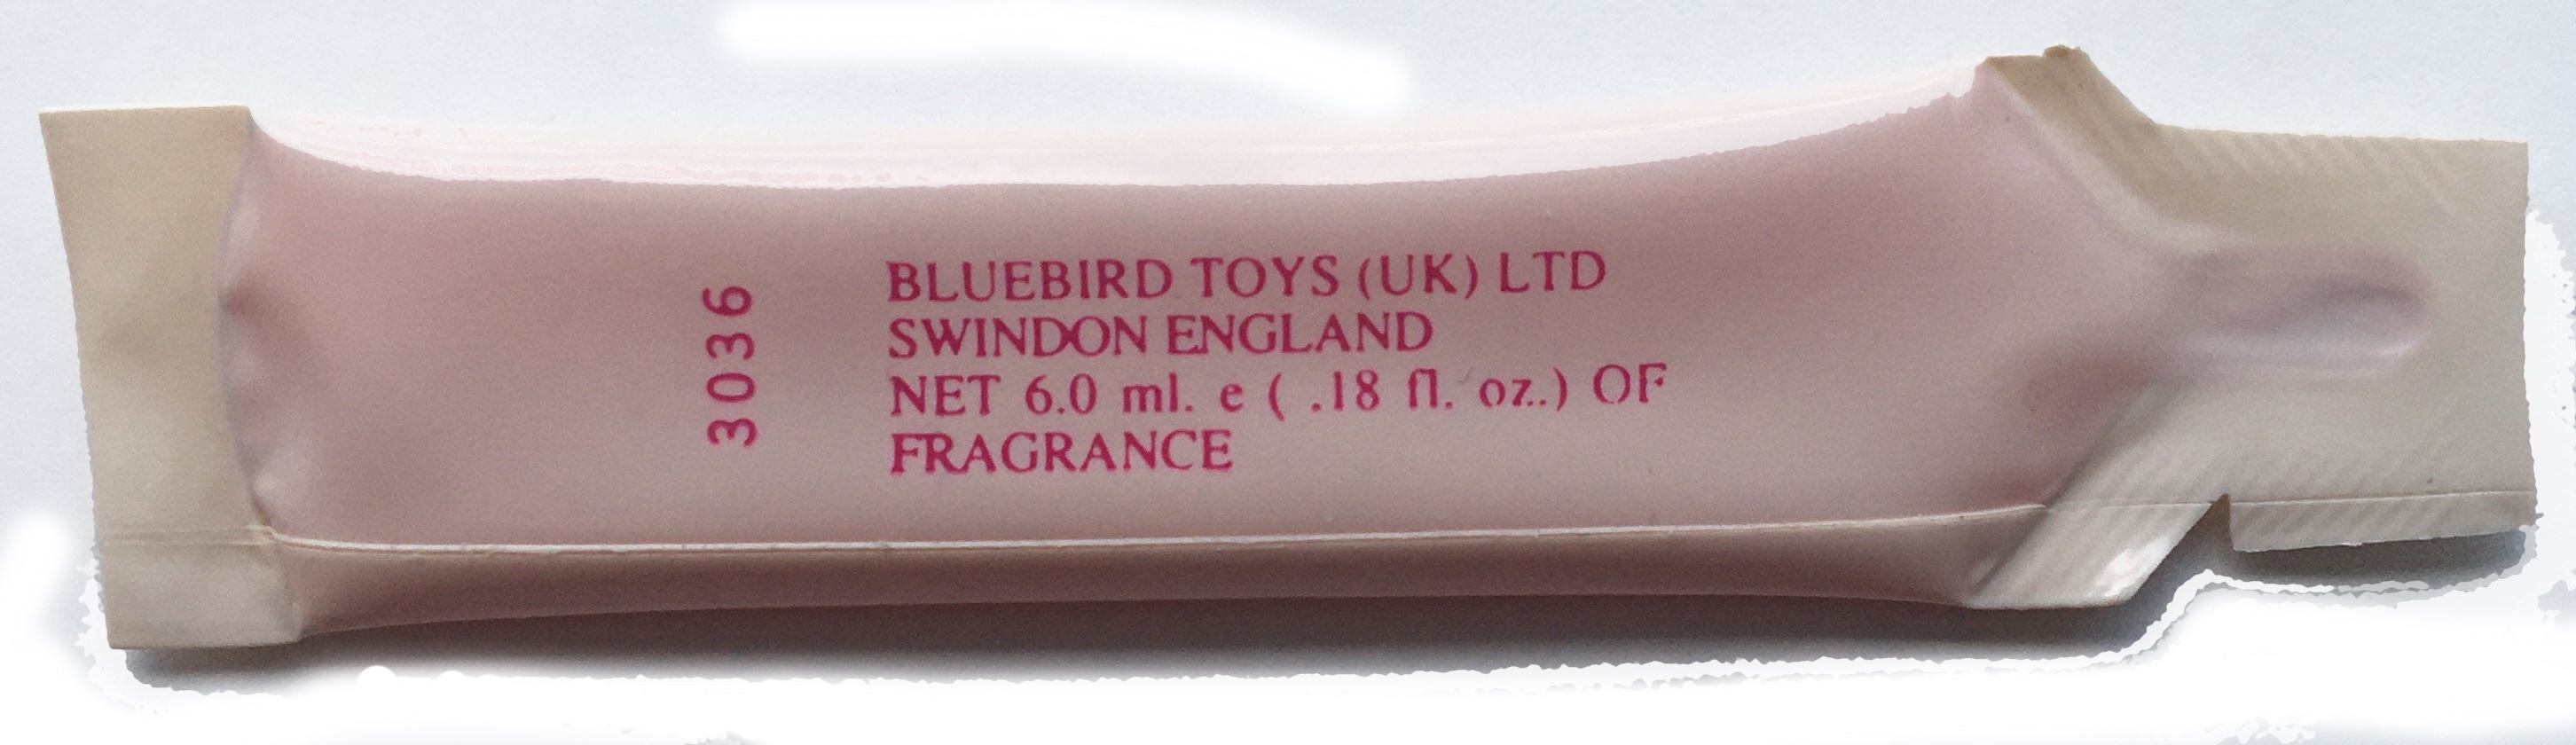 3036
BLUEBIRD TOYS (UK) LTD
SWINDON ENGLAND
NET 6.0 ml. e ( .18 fl. oz.) OF
FRAGRANCE